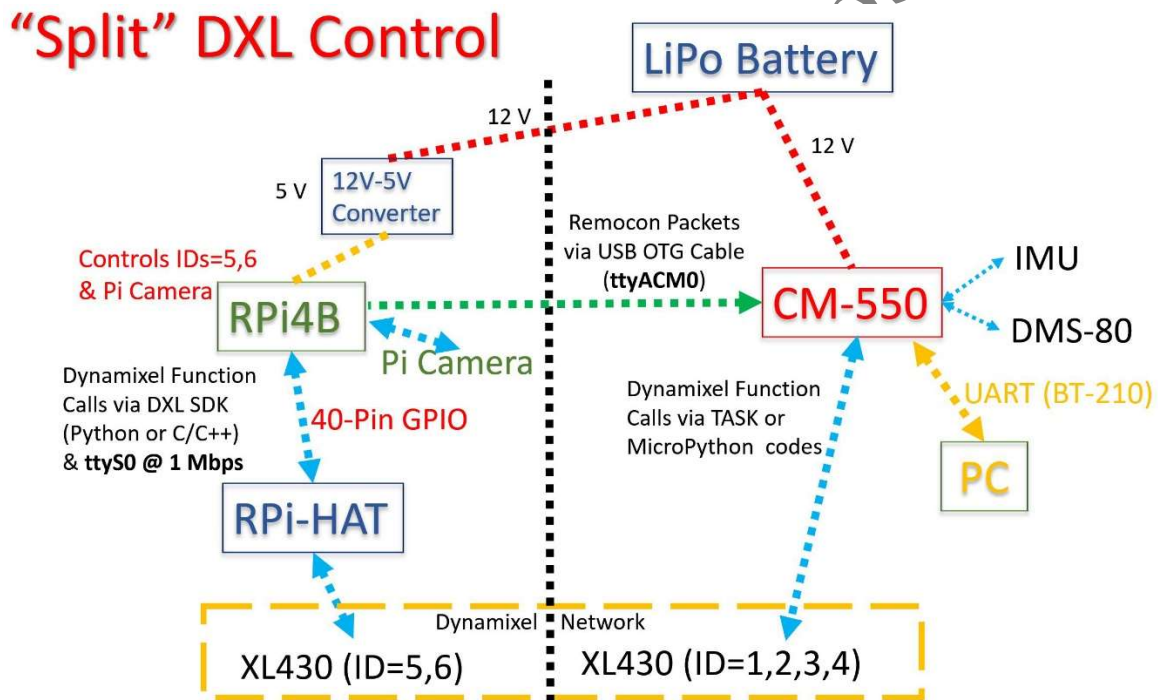 “Split” DXL Control
LiPo Battery
12 V
12 V
5 V
12V-5V
Converter
Remocon Packets
via USB OTG Cable
(ttyACM0)
Controls IDs=5,6
& Pi Camera
RPi4B
CM-550
IMU
DMS-80
Pi Camera
Dynamixel Function
Calls via DXL SDK
(Python or C/C++)
& ttyS0 @ 1 Mbps
40-Pin GPIO
Dynamixel Function
Calls via TASK or
MicroPython codes
UART (BT-210)
PC
RPi-HAT
Dynamixel Network
XL430 (ID=5,6)
XL430 (ID=1,2,3,4)